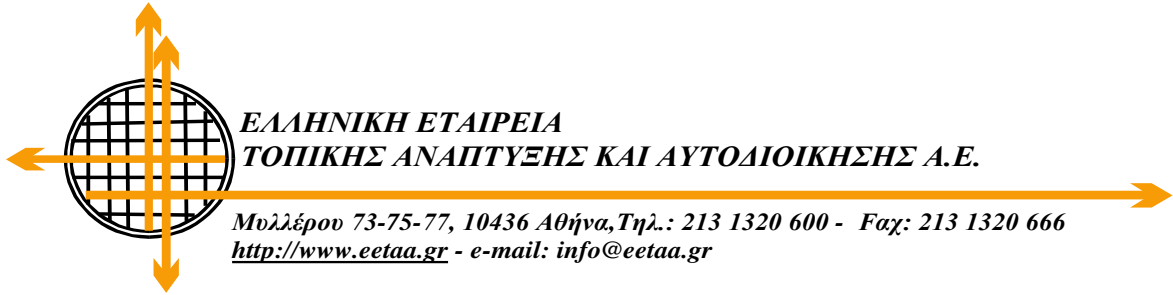 ΕΛΛΗΝΙΚΗ ΕΤΑΙΡΕΙΑ
ΤΟΠΙΚΗΣ ΑΝΑΠΤΥΞΗΣ ΚΑΙ ΑΥΤΟΔΙΟΙΚΗΣΗΣ Α.Ε.
Μυλλέρου 73-75-77, 10436 Αθήνα,Τηλ.: 213 1320 600 - Φαχ: 213 1320 666
http://www.eetaa.gr - e-mail: info@eetaa.gr